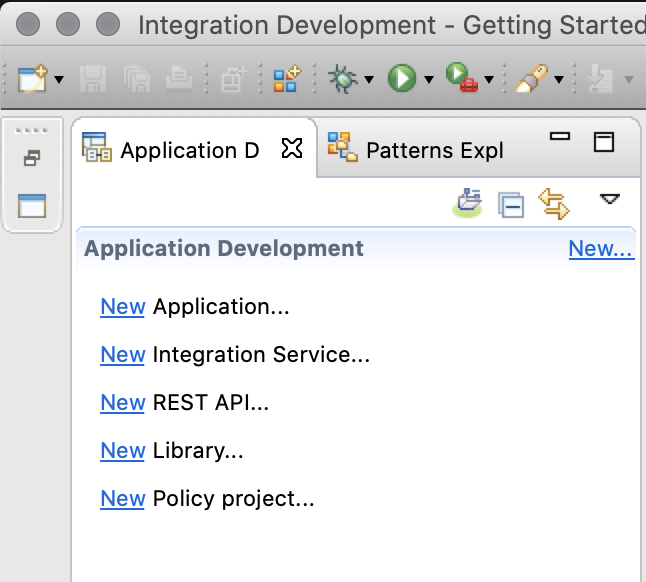 Integration Development - Getting Started
Application D
Patterns Expl
Application Development
New...
New Application...
New Integration Service...
New REST API...
New Library...
New Policy project...